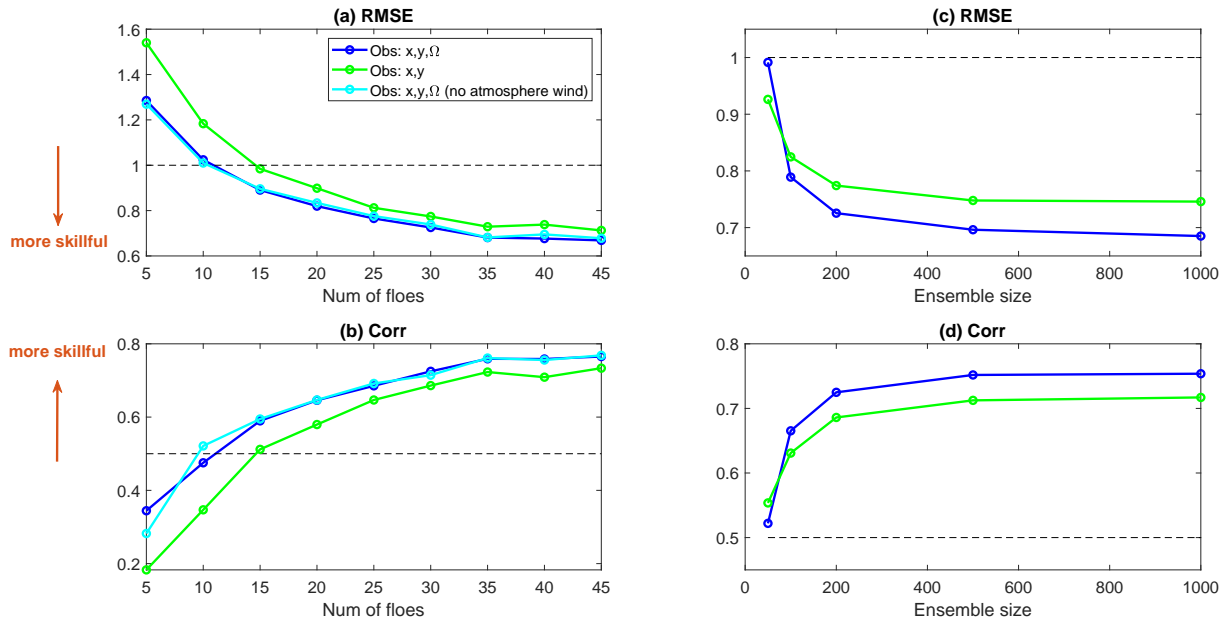 (a) RMSE
1.6
1.4
1.2
1
0.8
0.6
5 10 15 20 25 30 35 40 45
Num of floes
Obs: x,y,Ω
Obs: x,y
Obs: x,y,Ω (no atmosphere wind)
more skillful
(c) RMSE
1
0.9
0.8
0.7
0 200 400 600 800 1000
Ensemble size
(b) Corr
more skillful
0.8
0.6
0.4
0.2
5 10 15 20 25 30 35 40 45
Num of floes
(d) Corr
0.8
0.7
0.6
0.5
0 200 400 600 800 1000
Ensemble size